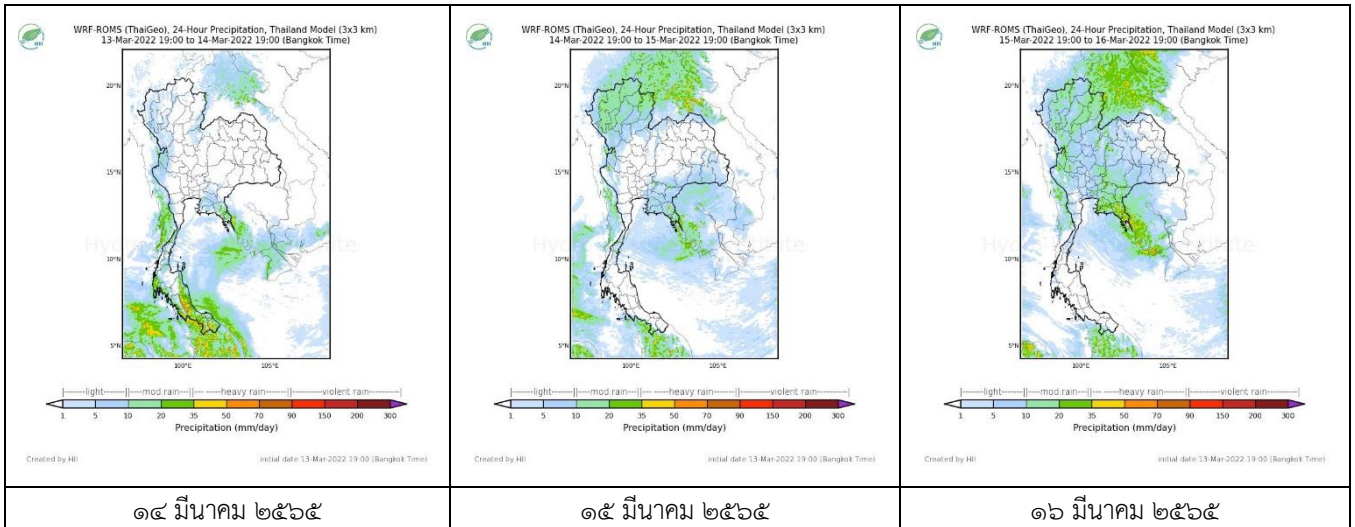 HII
WRF-ROMS (ThaiGeo), 24-Hour Precipitation, Thailand Model (3x3 km)
13-Mar-2022 19:00 to 14-Mar-2022 19:00 (Bangkok Time)
20°N
15°N
10°N
5°N
100°E 105°E
light mod rain heavy rain violent rain
1 5 10 20 35 50 70 90 150 200 300
Precipitation (mm/day)
Created by HII initial date 13-Mar-2022 19:00 (Bangkok Time)
๑๔ มีนาคม ๒๕๖๕
HII
WRF-ROMS (ThaiGeo), 24-Hour Precipitation, Thailand Model (3x3 km)
14-Mar-2022 19:00 to 15-Mar-2022 19:00 (Bangkok Time)
20°N
15°N
10°N
5°N
100°E 105°E
light mod rain heavy rain violent rain
1 5 10 20 35 50 70 90 150 200 300
Precipitation (mm/day)
Created by HII initial date 13-Mar-2022 19:00 (Bangkok Time)
๑๕ มีนาคม ๒๕๖๕
HII
WRF-ROMS (ThaiGeo), 24-Hour Precipitation, Thailand Model (3x3 km)
15-Mar-2022 19:00 to 16-Mar-2022 19:00 (Bangkok Time)
20°N
15°N
10°N
5°N
100°E 105°E
light mod rain heavy rain violent rain
1 5 10 20 35 50 70 90 150 200 300
Precipitation (mm/day)
Created by HII initial date 13-Mar-2022 19:00 (Bangkok Time)
๑๖ มีนาคม ๒๕๖๕